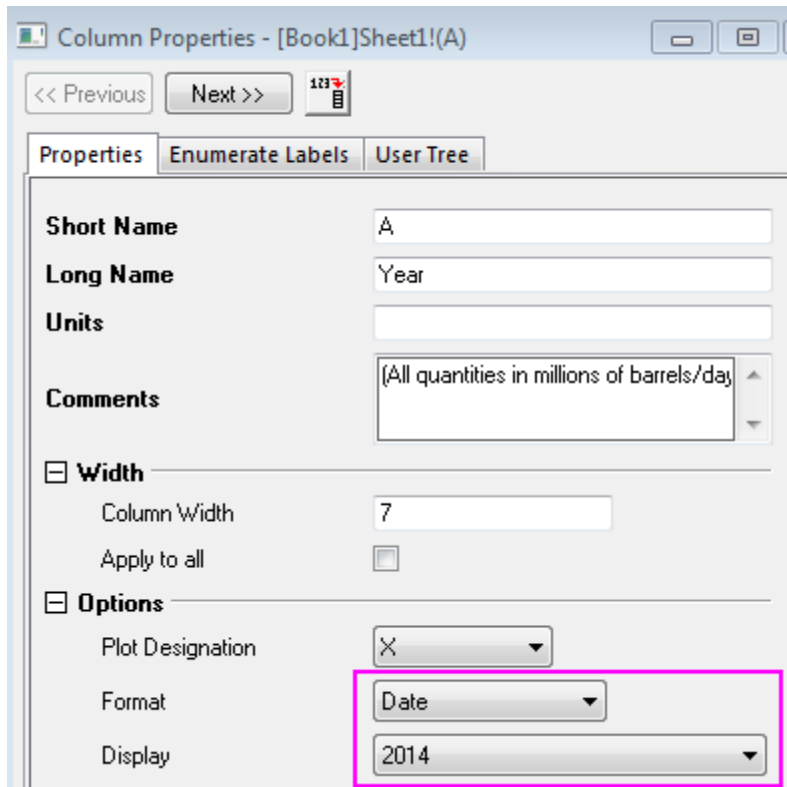 Column Properties - [Book1]Sheet1!(A)
<< Previous Next >> 123
Properties Enumerate Labels User Tree
Short Name A
Long Name Year
Units
Comments (All quantities in millions of barrels/day
Width
Column Width 7
Apply to all
Options
Plot Designation X
Format Date
Display 2014